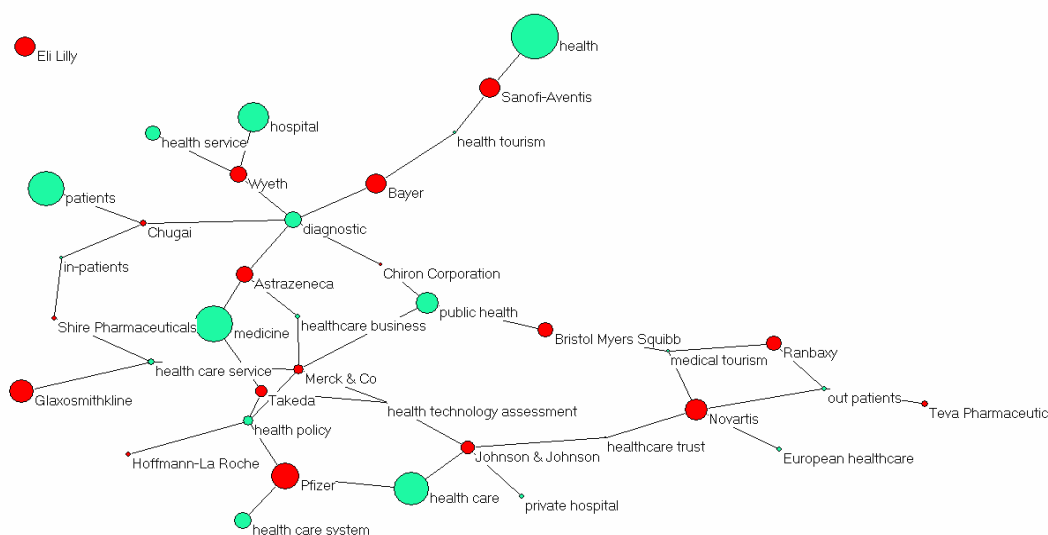 health
Eli Lilly
Sanofi-Aventis
hospital
health service
health tourism
Wyeth
Bayer
patients
Chugai
diagnostic
in-patients
Chiron Corporation
Astrazeneca
public health
Shire Pharmaceuticals
medicine
healthcare business
Bristol Myers Squibb
Ranbaxy
medical tourism
health care service
Merck & Co
Glaxosmithkline
Takeda
out patients
health technology assessment
Novartis
Teva Pharmaceutic
health policy
healthcare trust
Hoffmann-La Roche
Johnson & Johnson
European healthcare
Pfizer
health care
private hospital
health care system